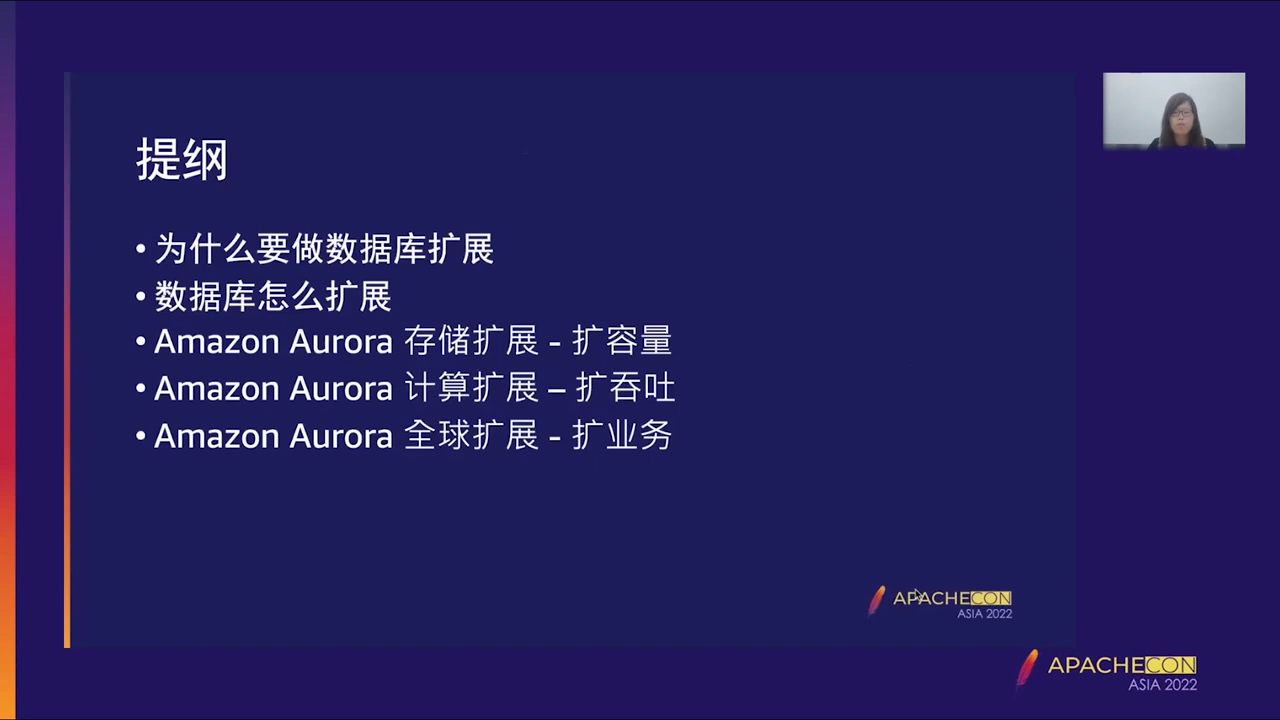 提纲
• 为什么要做数据库扩展
• 数据库怎么扩展
• Amazon Aurora 存储扩展 - 扩容量
• Amazon Aurora 计算扩展 – 扩吞吐
• Amazon Aurora 全球扩展 - 扩业务
APACHECON
ASIA 2022
APACHECON
ASIA 2022